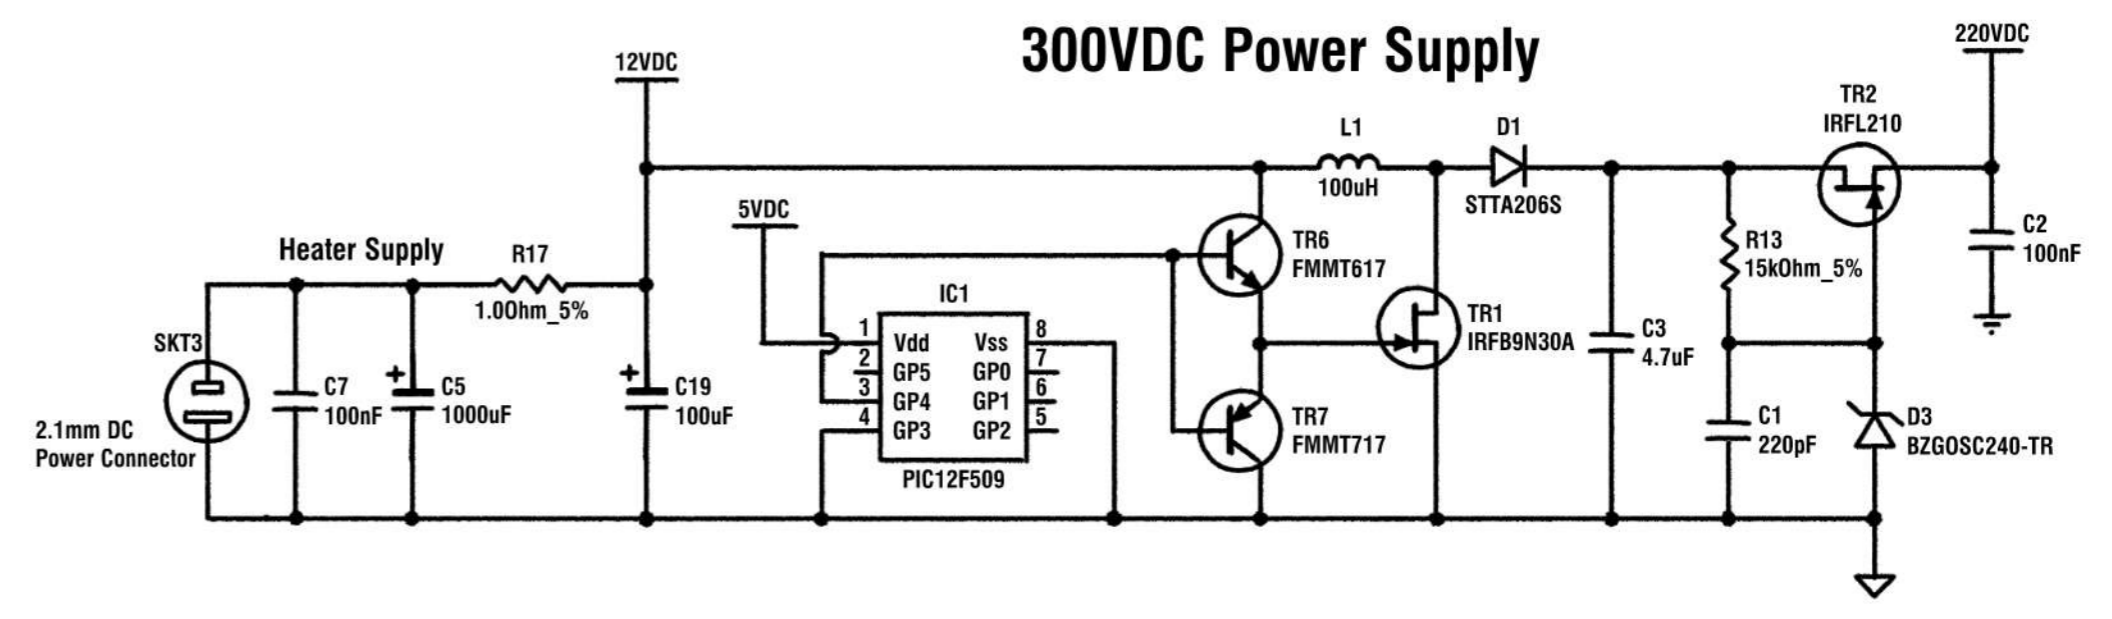 300VDC Power Supply
12VDC
220VDC
TR2
IRFL210
L1
100uH
D1
STTA206S
5VDC
Heater Supply
R17
1.0Ohm_5%
TR6
FMMT617
R13
15kOhm_5%
C2
100nF
IC1
SKT3
2.1mm DC
Power Connector
C7
100nF
+
C5
1000uF
+
C19
100uF
1
2
3
4
Vdd
GP5
GP4
GP3
Vss
GP0
GP1
GP2
8
7
6
5
PIC12F509
TR1
IRFB9N30A
TR7
FMMT717
C3
4.7uF
C1
220pF
D3
BZGOSC240-TR